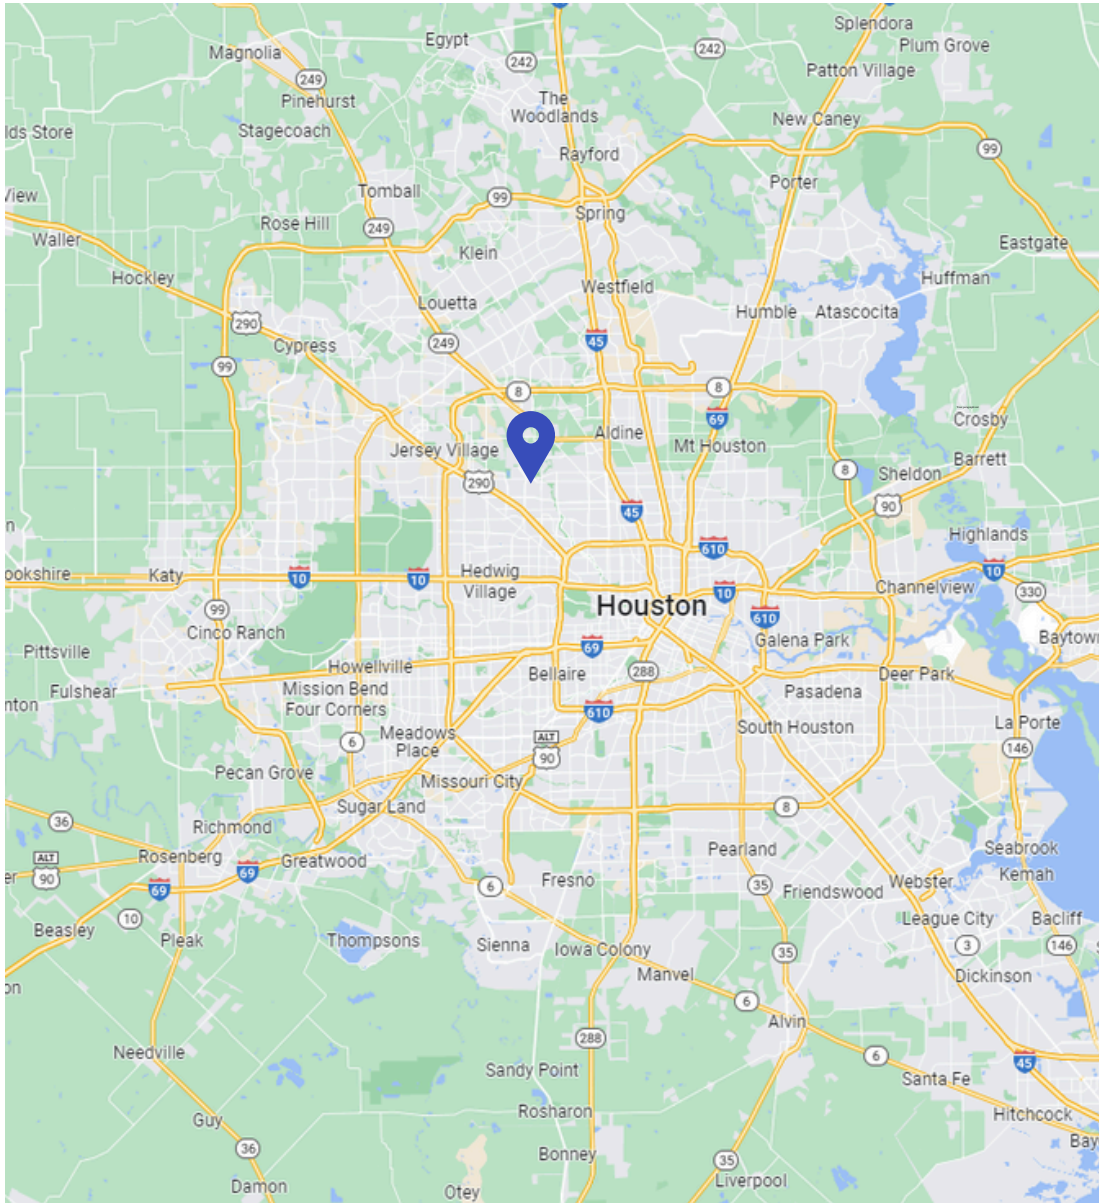 Splendora
Egypt
Plum Grove
Magnolia
242
242
Patton Village
249
Pinehurst
The
Woodlands
New Caney
Stagecoach
lds Store
99
Rayford
Porter
Tomball
99
View
Spring
Rose Hill
249
Waller
Klein
Eastgate
Hockley
Westfield
Huffman
Louetta
Humble
Atascocita
290
45
249
Cypress
99
8
8
69
Crosby
Aldine
Mt Houston
Jersey Village
Barrett
8
Sheldon
290
90
45
Highlands
610
10
ookshire
Katy
10
10
Hedwig
Village
10
Channelview
330
Houston
99
610
Cinco Ranch
Galena Park
Baytown
69
Pittsville
Howellville
Bellaire
288
Deer Park
Fulshear
Mission Bend
Pasadena
nton
Four Corners
610
La Porte
South Houston
Meadows
Place
6
ALT
90
146
Pecan Grove
Missouri City
Sugar Land
8
36
Richmond
Pearland
Seabrook
ALT
90
Rosenberg
Greatwood
69
Kemah
er
69
6
Fresno
35
Friendswood
Webster
10
League City
Bacliff
Beasley
Pleak
Thompsons
Sienna
Iowa Colony
35
3
146
Manvel
Dickinson
on
6
Alvin
288
Needville
6
45
Sandy Point
Santa Fe
Rosharon
Hitchcock
Guy
Bays
36
Bonney
35
Damon
Otey
Liverpool